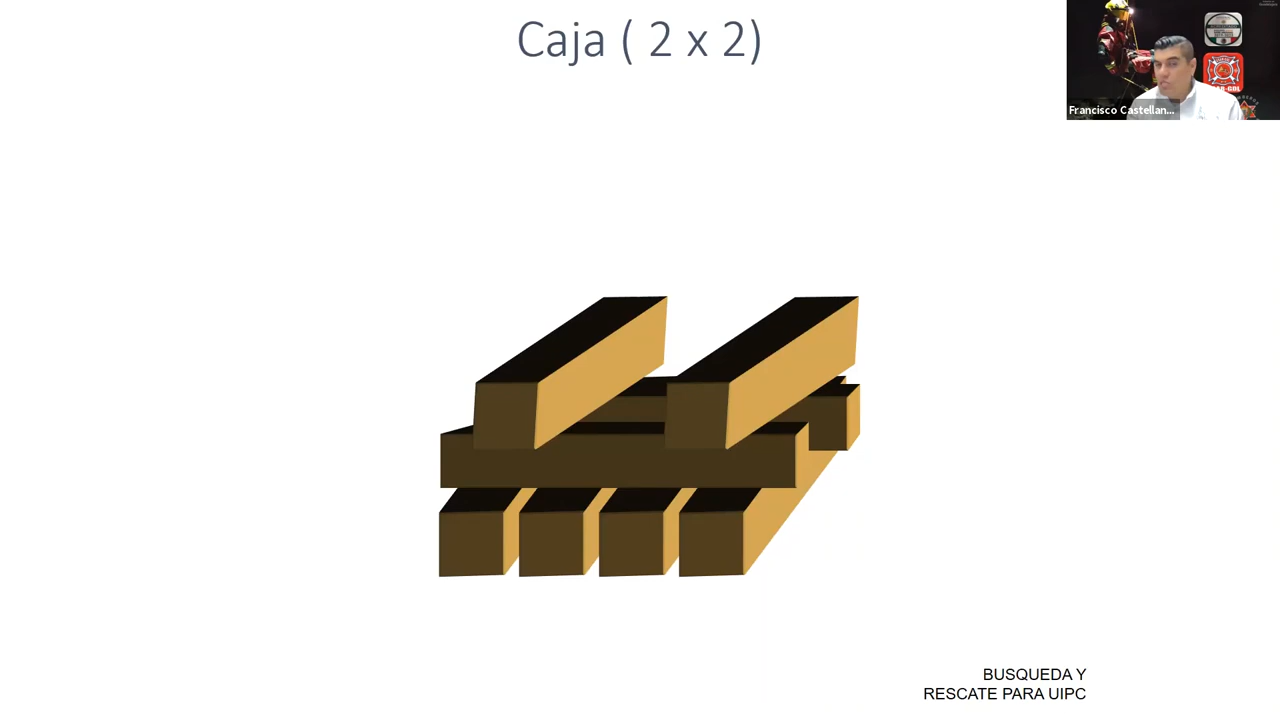 Caja ( 2 x 2)
Francisco Castellan...
BUSQUEDA Y
RESCATE PARA UIPC